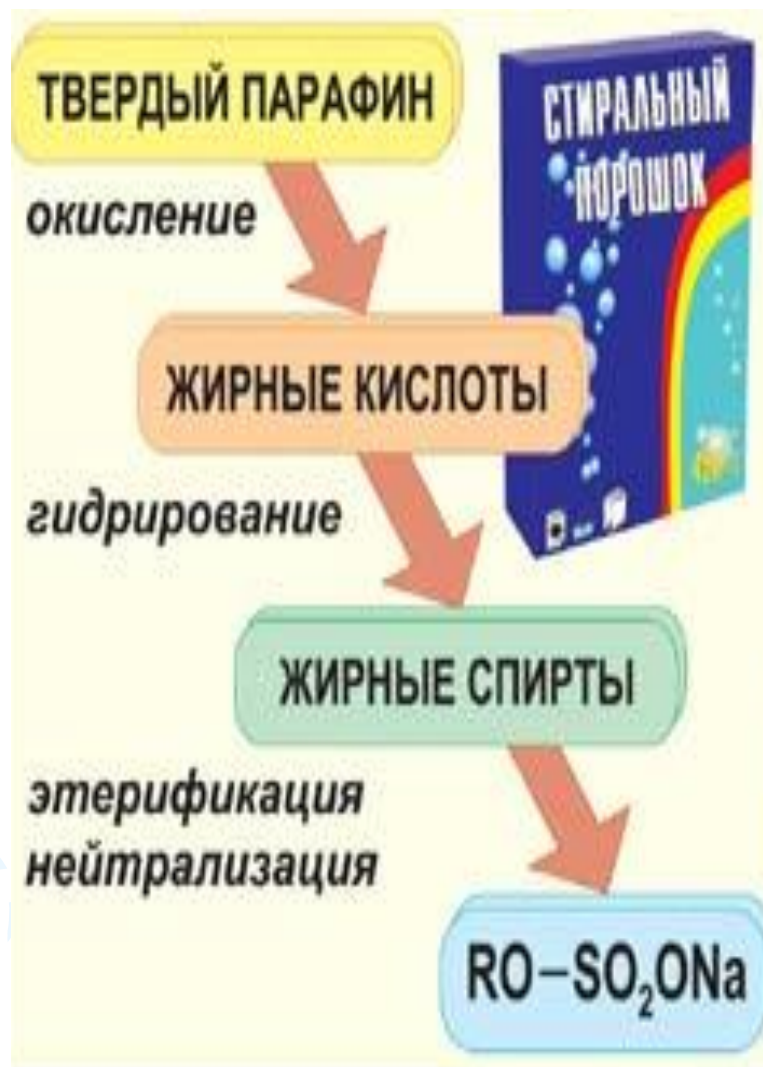 ТВЕРДЫЙ ПАРАФИН
СТИРАЛЬНЫЙ
ПОРОШОК
окисление
ЖИРНЫЕ КИСЛОТЫ
гидрирование
ЖИРНЫЕ СПИРТЫ
этерификация
нейтрализация
RO–SO₂ONa